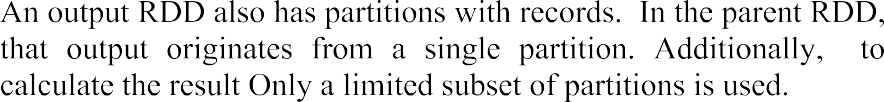 An output RDD also has partitions with records. In the parent RDD,
that output originates from a single partition. Additionally, to
calculate the result Only a limited subset of partitions is used.